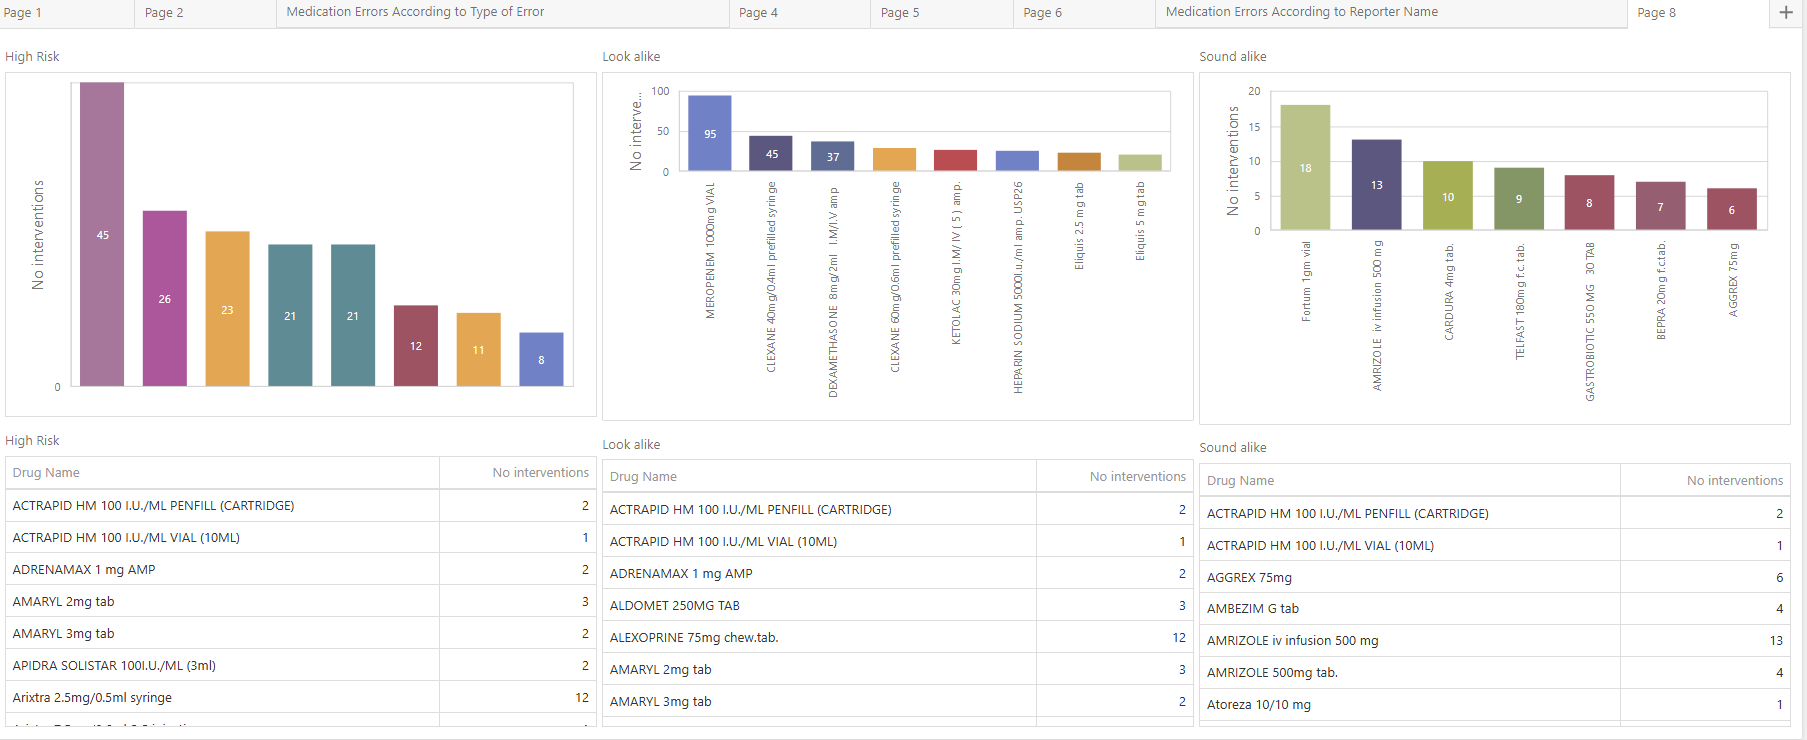 Page 1
Page 2
Medication Errors According to Type of Error
Page 4
Page 5
Page 6
Medication Errors According to Reporter Name
Page 8
+
High Risk
No interventions
0
45
26
23
21
21
12
11
8
Look alike
No interve...
100
50
0
95
45
37
MEROPENEM 1000mg VIAL
CLEXANE 40mg/0.4ml prefilled syringe
DEXAMETHASONE 8mg/2ml I.M/I.V amp
CLEXANE 60mg/0.6ml prefilled syringe
KETOLAC 30mg I.M/ IV ( 5 ) amp.
HEPARIN SODIUM 5000I.u./ml amp. USP26
Eliquis 2.5 mg tab
Eliquis 5 mg tab
Sound alike
No interventions
20
15
10
5
0
18
13
10
9
8
7
6
Fortum 1gm vial
AMRIZOLE iv infusion 500 mg
CARDURA 4mg tab.
TELFAST 180mg f.c. tab.
GASTROBIOTIC 550 MG 30 TAB
BEPRA 20mg f.c.tab.
AGGREX 75mg
High Risk
Drug Name No interventions
ACTRAPID HM 100 I.U./ML PENFILL (CARTRIDGE) 2
ACTRAPID HM 100 I.U./ML VIAL (10ML) 1
ADRENAMAX 1 mg AMP 2
AMARYL 2mg tab 3
AMARYL 3mg tab 2
APIDRA SOLISTAR 100I.U./ML (3ml) 2
Arixtra 2.5mg/0.5ml syringe 12
Look alike
Drug Name No interventions
ACTRAPID HM 100 I.U./ML PENFILL (CARTRIDGE) 2
ACTRAPID HM 100 I.U./ML VIAL (10ML) 1
ADRENAMAX 1 mg AMP 2
ALDOMET 250MG TAB 3
ALEXOPRINE 75mg chew.tab. 12
AMARYL 2mg tab 3
AMARYL 3mg tab 2
Sound alike
Drug Name No interventions
ACTRAPID HM 100 I.U./ML PENFILL (CARTRIDGE) 2
ACTRAPID HM 100 I.U./ML VIAL (10ML) 1
AGGREX 75mg 6
AMBEZIM G tab 4
AMRIZOLE iv infusion 500 mg 13
AMRIZOLE 500mg tab. 4
Atoreza 10/10 mg 1